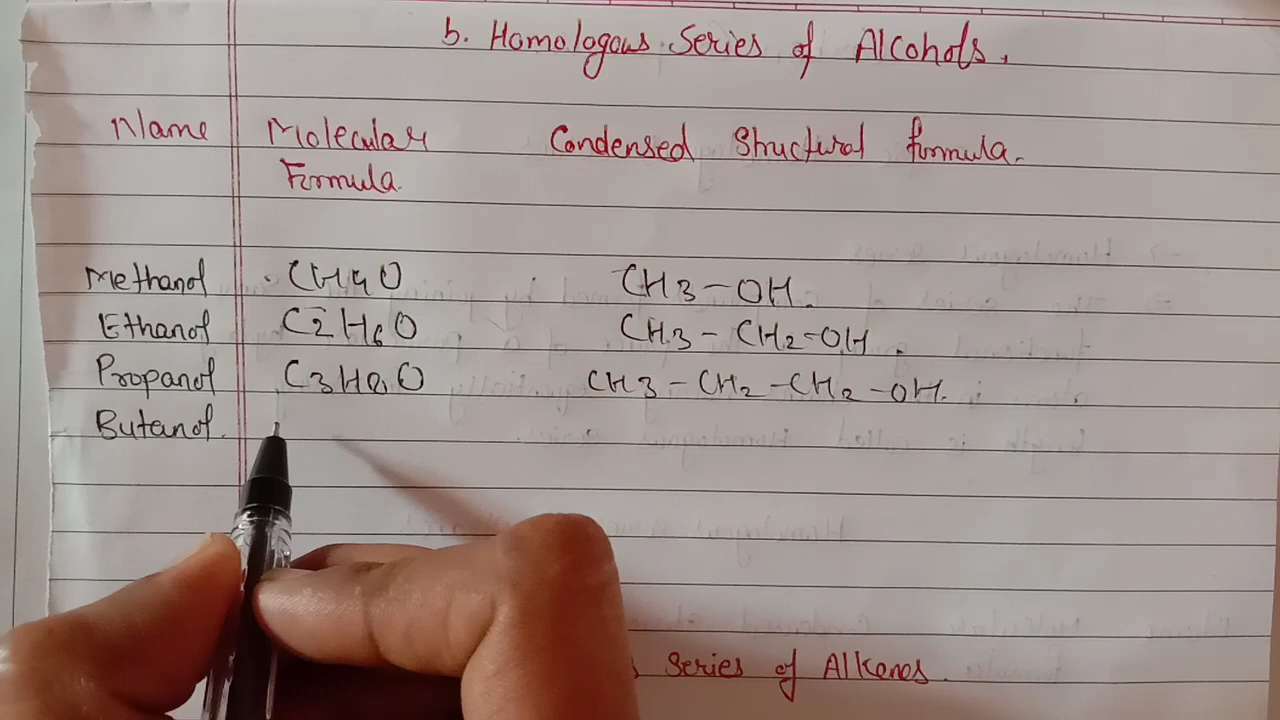 b. Homologous Series of Alcohols.
Name Molecular Condensed Structural formula.
Formula.
Methanol CH4O CH3-OH.
Ethanol C2H6O CH3-CH2-OH.
Propanol C3H8O CH3-CH2-CH2-OH.
Butanol.
Series of Alkenes.